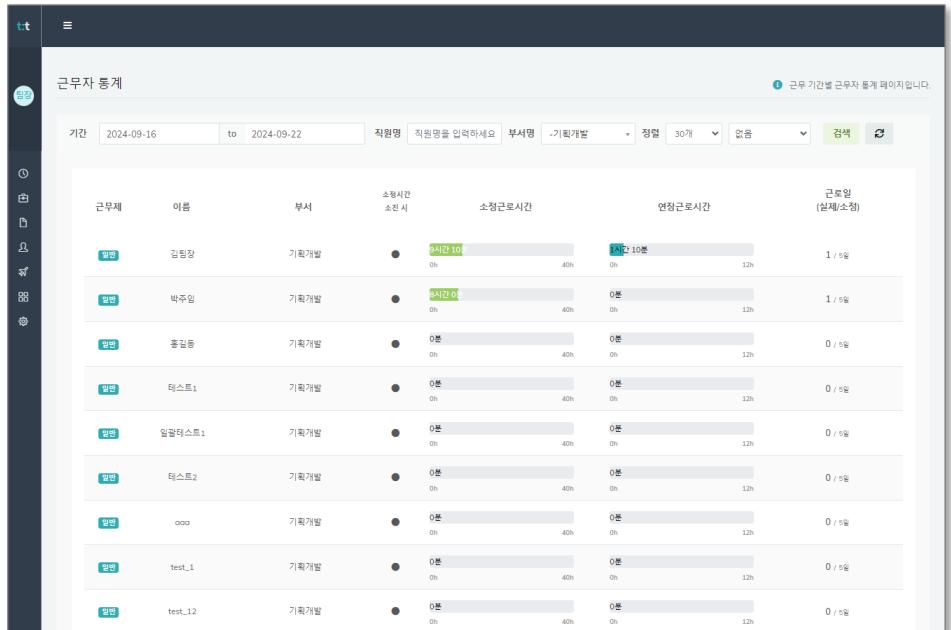 t:t
팀장
근무자 통계
근무 기간별 근무자 통계 페이지입니다.
기간 2024-09-16 to 2024-09-22 직원명 직원명을 입력하세요 부서명 -기획개발 정렬 30개 없음 검색
근무제 이름 부서 소정시간 소진 시 소정근로시간 연장근로시간 근로일 (실제/소정)
일반 김팀장 기획개발 9시간 10분 1시간 10분 1 / 5일
0h 40h 0h 12h
일반 박주임 기획개발 8시간 0분 0분 1 / 5일
0h 40h 0h 12h
일반 홍길동 기획개발 0분 0분 0 / 5일
0h 40h 0h 12h
일반 테스트1 기획개발 0분 0분 0 / 5일
0h 40h 0h 12h
일반 일괄테스트1 기획개발 0분 0분 0 / 5일
0h 40h 0h 12h
일반 테스트2 기획개발 0분 0분 0 / 5일
0h 40h 0h 12h
일반 aaa 기획개발 0분 0분 0 / 5일
0h 40h 0h 12h
일반 test_1 기획개발 0분 0분 0 / 5일
0h 40h 0h 12h
일반 test_12 기획개발 0분 0분 0 / 5일
0h 40h 0h 12h